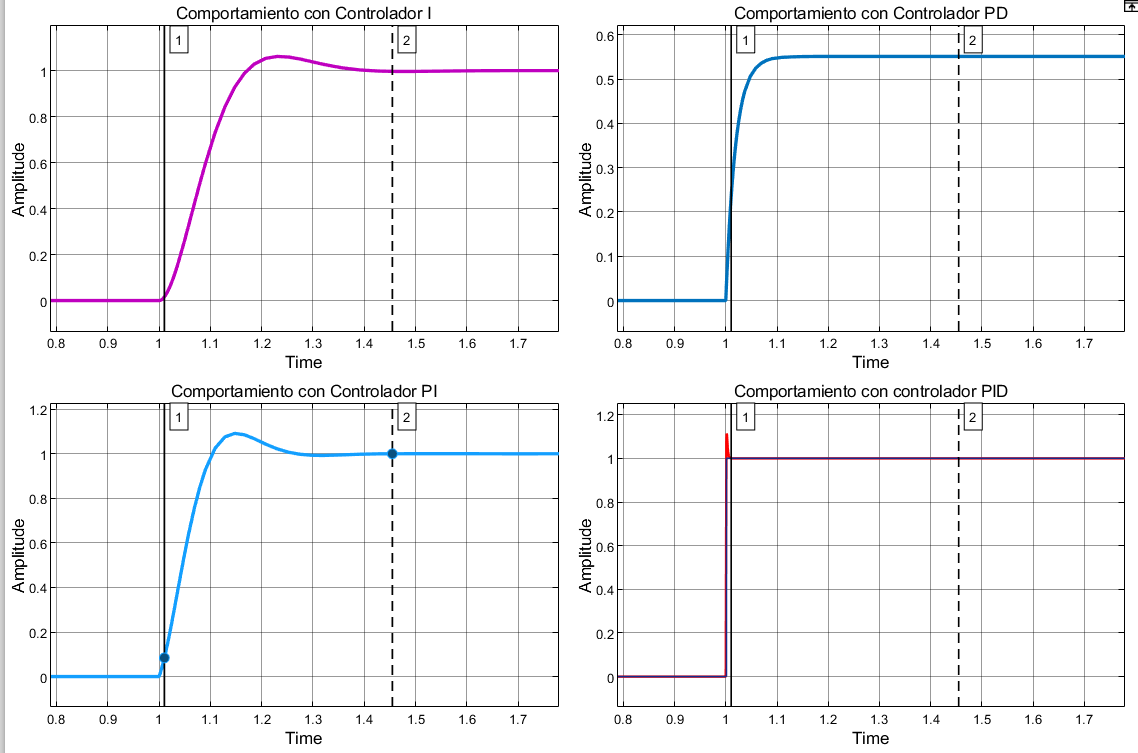 Comportamiento con Controlador I
1
2
1
0.8
0.6
0.4
0.2
0
Amplitude
0.8 0.9 1 1.1 1.2 1.3 1.4 1.5 1.6 1.7
Time
Comportamiento con Controlador PD
1
2
0.6
0.5
0.4
0.3
0.2
0.1
0
Amplitude
0.8 0.9 1 1.1 1.2 1.3 1.4 1.5 1.6 1.7
Time
Comportamiento con Controlador PI
1
2
1.2
1
0.8
0.6
0.4
0.2
0
Amplitude
0.8 0.9 1 1.1 1.2 1.3 1.4 1.5 1.6 1.7
Time
Comportamiento con controlador PID
1
2
1.2
1
0.8
0.6
0.4
0.2
0
Amplitude
0.8 0.9 1 1.1 1.2 1.3 1.4 1.5 1.6 1.7
Time